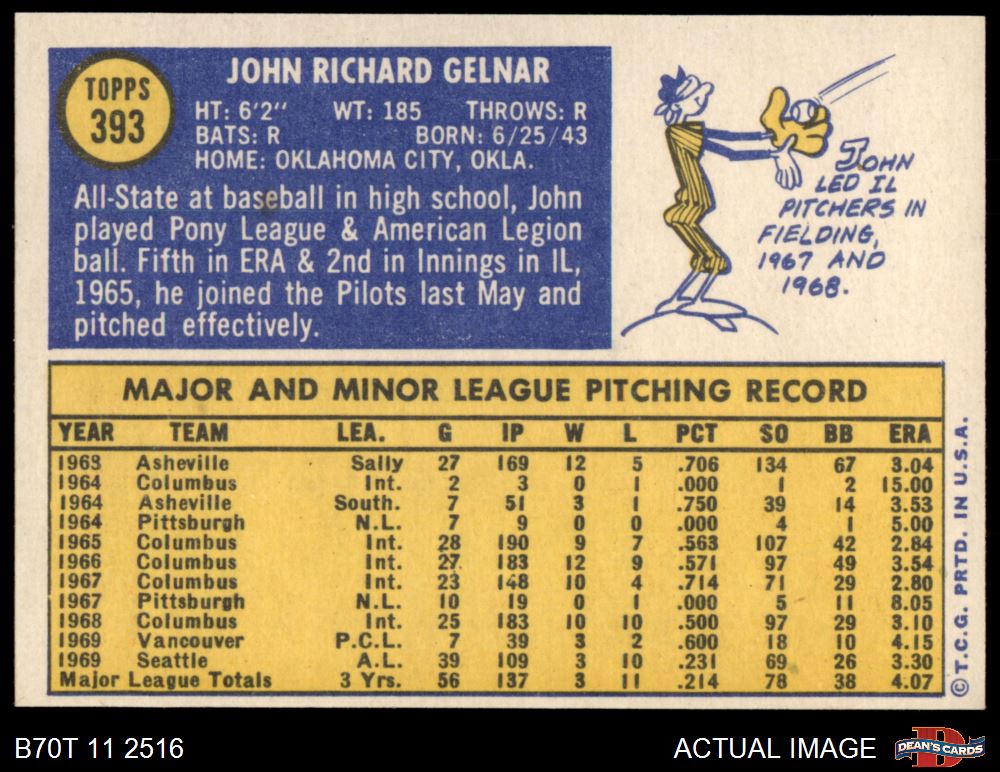 TOPPS
393
JOHN RICHARD GELNAR
HT: 6'2" WT: 185 THROWS: R
BATS: R BORN: 6/25/43
HOME: OKLAHOMA CITY, OKLA.
All-State at baseball in high school, John
played Pony League & American Legion
ball. Fifth in ERA & 2nd in Innings in IL,
1965, he joined the Pilots last May and
pitched effectively.
JOHN
LED IL
PITCHERS IN
FIELDING,
1967 AND
1968.
MAJOR AND MINOR LEAGUE PITCHING RECORD
YEAR TEAM LEA. G IP W L PCT SO BB ERA
1963 Asheville Sally 27 169 12 5 .706 134 67 3.04
1964 Columbus Int. 2 3 0 1 .000 1 2 15.00
1964 Asheville South. 7 51 3 1 .750 39 14 3.53
1964 Pittsburgh N.L. 7 9 0 0 .000 4 1 5.00
1965 Columbus Int. 28 190 9 7 .563 107 42 2.84
1966 Columbus Int. 27 183 12 9 .571 97 49 3.54
1967 Columbus Int. 23 148 10 4 .714 71 29 2.80
1967 Pittsburgh N.L. 10 19 0 1 .000 5 11 8.05
1968 Columbus Int. 25 183 10 10 .500 97 29 3.10
1969 Vancouver P.C.L. 7 39 3 2 .600 18 10 4.15
1969 Seattle A.L. 39 109 3 10 .231 69 26 3.30
Major League Totals 3 Yrs. 56 137 3 11 .214 78 38 4.07
© T.C.G. PRTD. IN U.S.A.
B70T 11 2516
ACTUAL IMAGE
D
DEAN'S CARDS